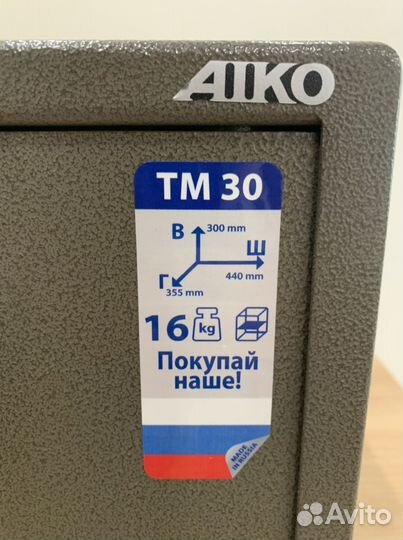 AIKO
TM 30
В
300 mm
Ш
440 mm
Г
355 mm
16 kg
Покупай
наше!
MADE
IN RUSSIA
Avito